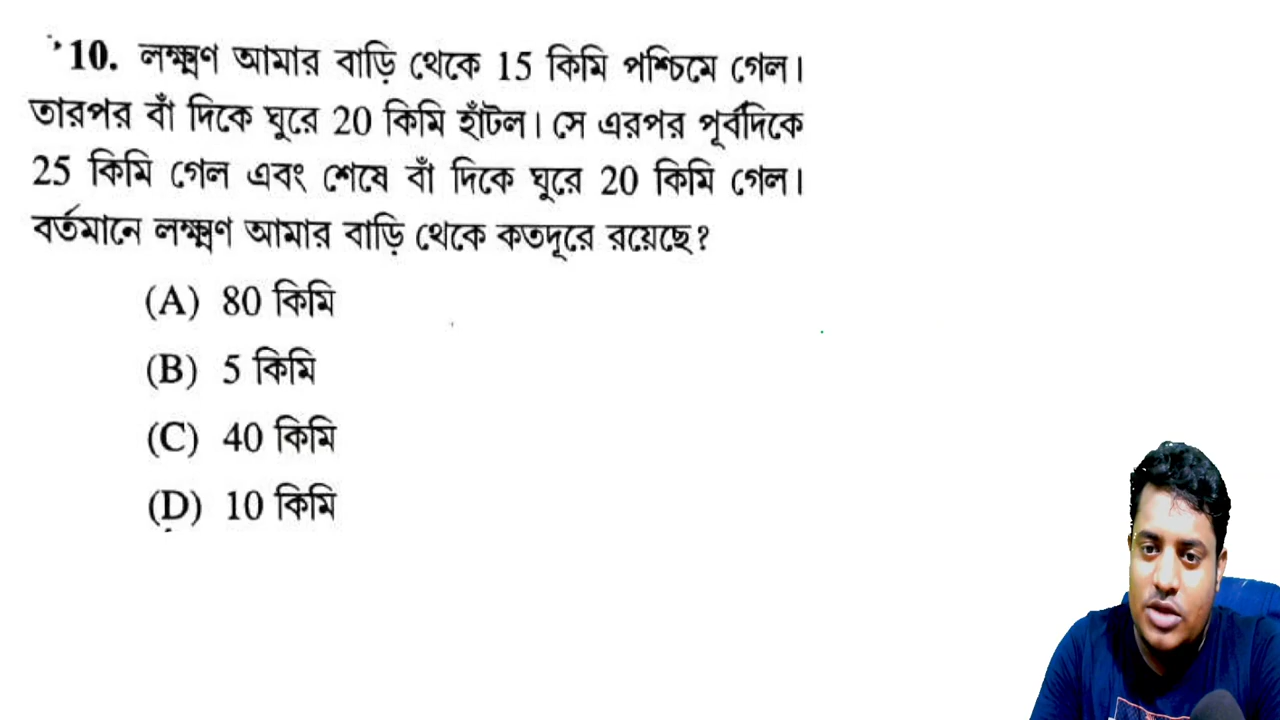 10. লক্ষ্মণ আমার বাড়ি থেকে 15 কিমি পশ্চিমে গেল।
তারপর বাঁ দিকে ঘুরে 20 কিমি হাঁটল। সে এরপর পূর্বদিকে
25 কিমি গেল এবং শেষে বাঁ দিকে ঘুরে 20 কিমি গেল।
বর্তমানে লক্ষ্মণ আমার বাড়ি থেকে কতদূরে রয়েছে?
(A) 80 কিমি
(B) 5 কিমি
(C) 40 কিমি
(D) 10 কিমি